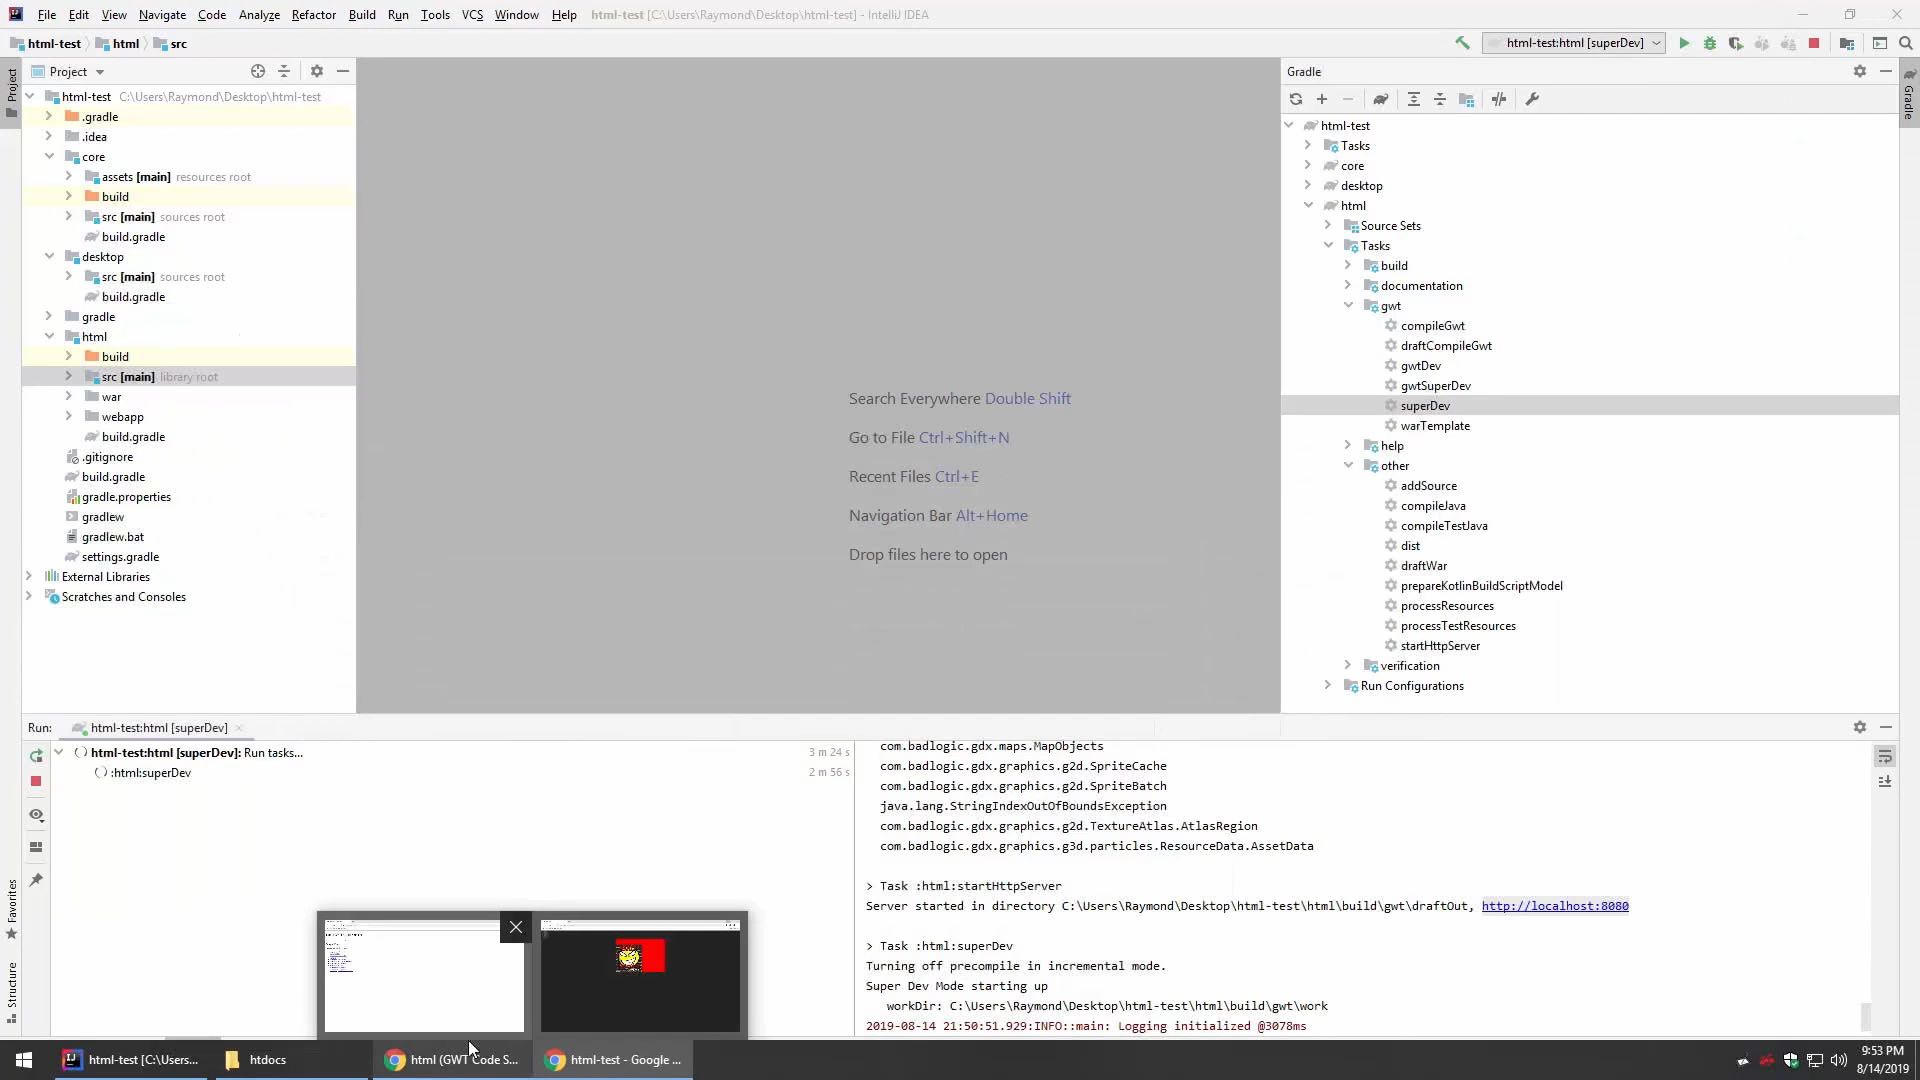 File Edit View Navigate Code Analyze Refactor Build Run Tools VCS Window Help html-test [C:\Users\Raymond\Desktop\html-test] - IntelliJ IDEA
html-test html src
html-test:html [superDev]
Project
Project
html-test C:\Users\Raymond\Desktop\html-test
.gradle
.idea
core
assets [main] resources root
build
src [main] sources root
build.gradle
desktop
src [main] sources root
build.gradle
gradle
html
build
src [main] library root
war
webapp
build.gradle
.gitignore
build.gradle
gradle.properties
gradlew
gradlew.bat
settings.gradle
External Libraries
Scratches and Consoles
Search Everywhere Double Shift
Go to File Ctrl+Shift+N
Recent Files Ctrl+E
Navigation Bar Alt+Home
Drop files here to open
Gradle
Gradle
html-test
Tasks
core
desktop
html
Source Sets
Tasks
build
documentation
gwt
compileGwt
draftCompileGwt
gwtDev
gwtSuperDev
superDev
warTemplate
help
other
addSource
compileJava
compileTestJava
dist
draftWar
prepareKotlinBuildScriptModel
processResources
processTestResources
startHttpServer
verification
Run Configurations
Run: html-test:html [superDev]
html-test:html [superDev]: Run tasks... 3 m 24 s
:html:superDev 2 m 56 s
com.badlogic.gdx.maps.MapObjects
com.badlogic.gdx.graphics.g2d.SpriteCache
com.badlogic.gdx.graphics.g2d.SpriteBatch
java.lang.StringIndexOutOfBoundsException
com.badlogic.gdx.graphics.g2d.TextureAtlas.AtlasRegion
com.badlogic.gdx.graphics.g3d.particles.ResourceData.AssetData
> Task :html:startHttpServer
Server started in directory C:\Users\Raymond\Desktop\html-test\html\build\gwt\draftOut, http://localhost:8080
> Task :html:superDev
Turning off precompile in incremental mode.
Super Dev Mode starting up
workDir: C:\Users\Raymond\Desktop\html-test\html\build\gwt\work
2019-08-14 21:50:51.929:INFO::main: Logging initialized @3078ms
Favorites
Structure
html-test [C:\Users... htdocs html (GWT Code S... html-test - Google ...
9:53 PM
8/14/2019